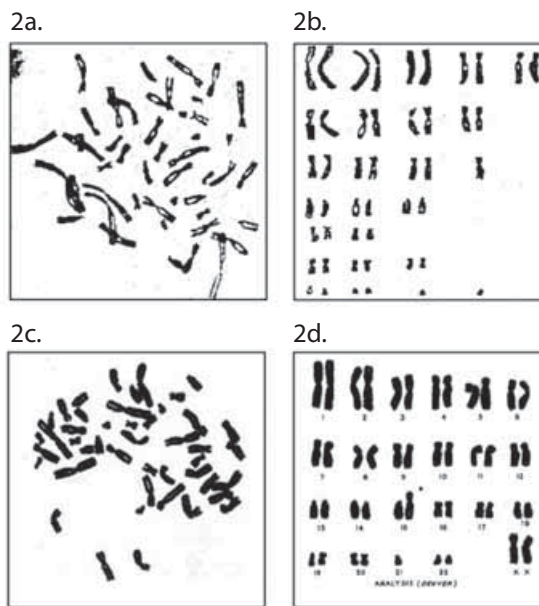 2a.
2b.
2c.
2d.
1 2 3 4 5 6
7 8 9 10 11 12
13 14 15 16 17 18
19 20 21 22 X X
ANALYSIS (DENVER)